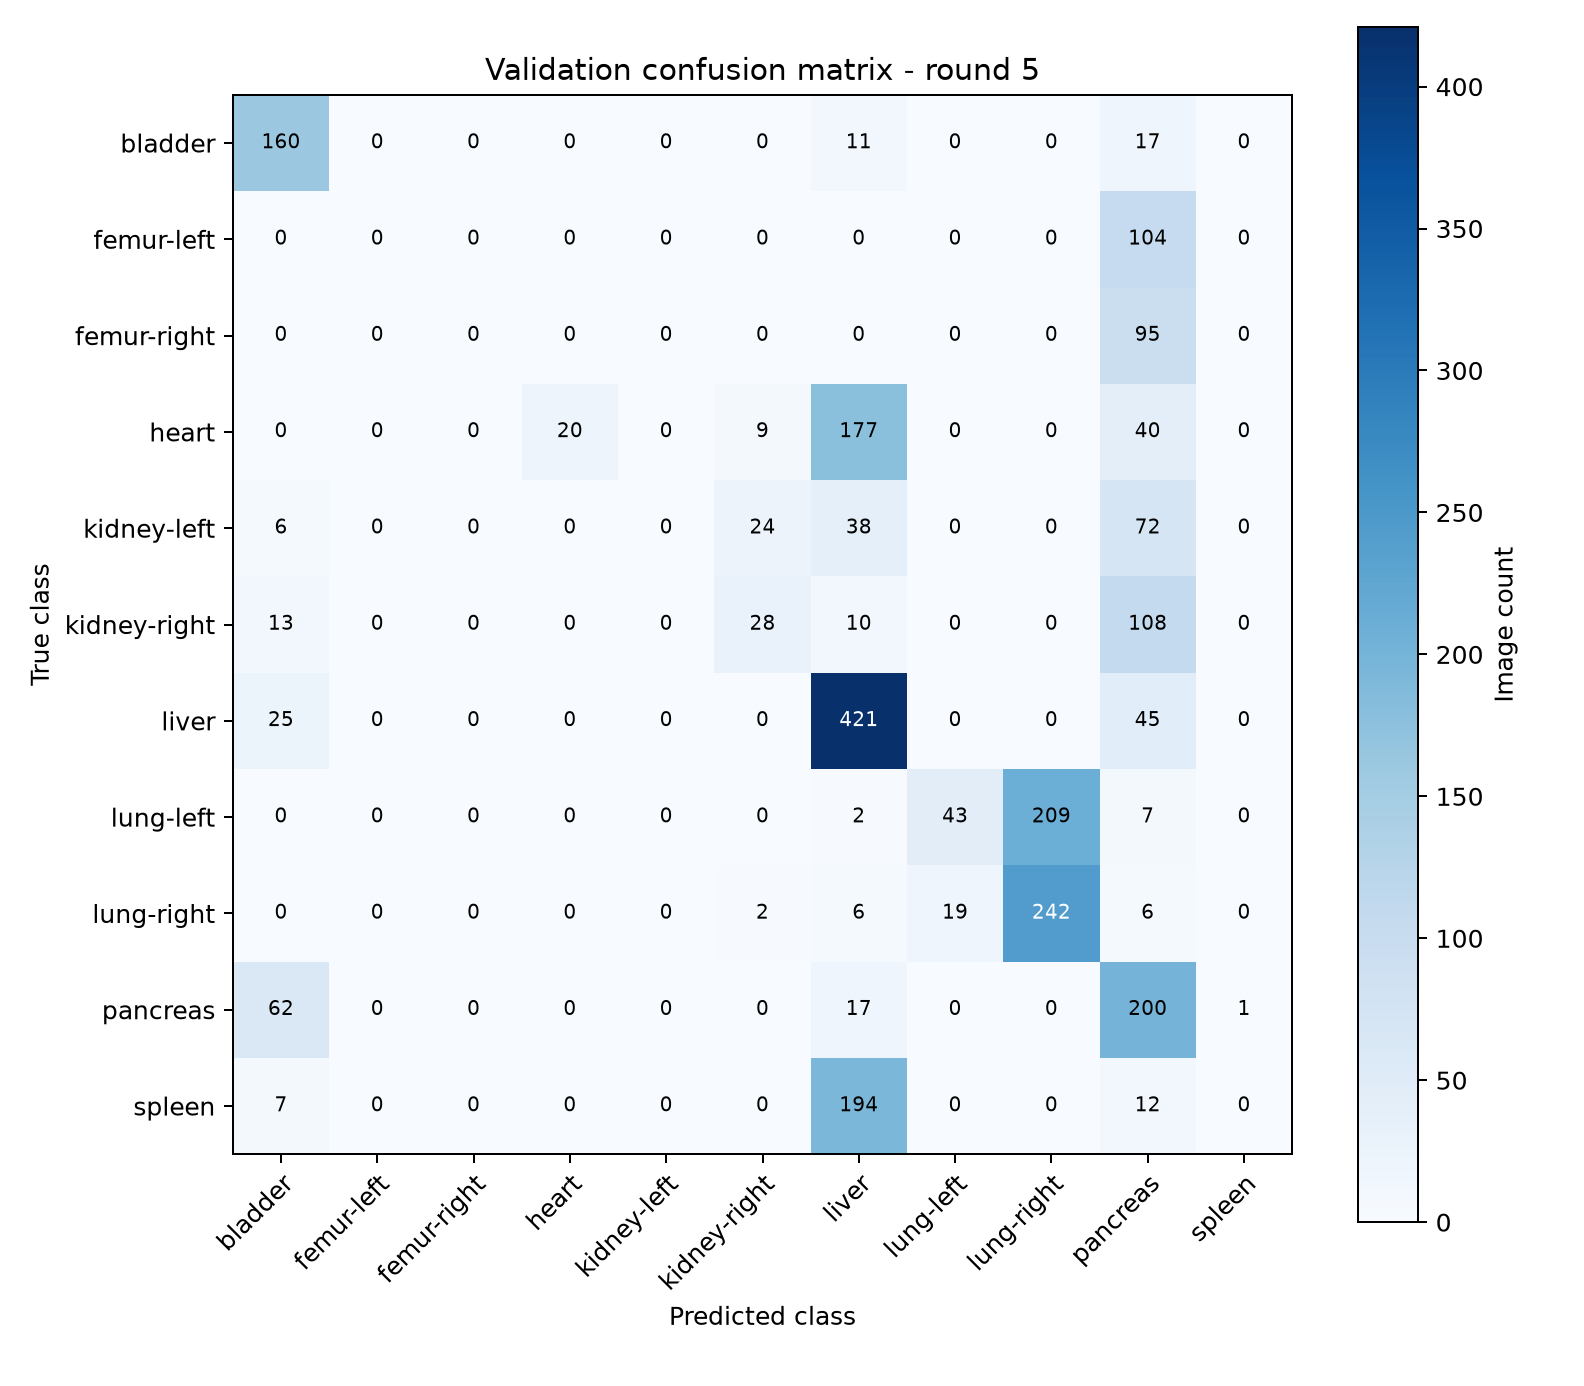 Validation confusion matrix - round 5
bladder 160 0 0 0 0 0 11 0 0 17 0
femur-left 0 0 0 0 0 0 0 0 0 104 0
femur-right 0 0 0 0 0 0 0 0 0 95 0
heart 0 0 0 20 0 9 177 0 0 40 0
kidney-left 6 0 0 0 0 24 38 0 0 72 0
kidney-right 13 0 0 0 0 28 10 0 0 108 0
liver 25 0 0 0 0 0 421 0 0 45 0
lung-left 0 0 0 0 0 0 2 43 209 7 0
lung-right 0 0 0 0 0 2 6 19 242 6 0
pancreas 62 0 0 0 0 0 17 0 0 200 1
spleen 7 0 0 0 0 0 194 0 0 12 0
bladder femur-left femur-right heart kidney-left kidney-right liver lung-left lung-right pancreas spleen
Predicted class
True class
400
350
300
250
200
150
100
50
0
Image count